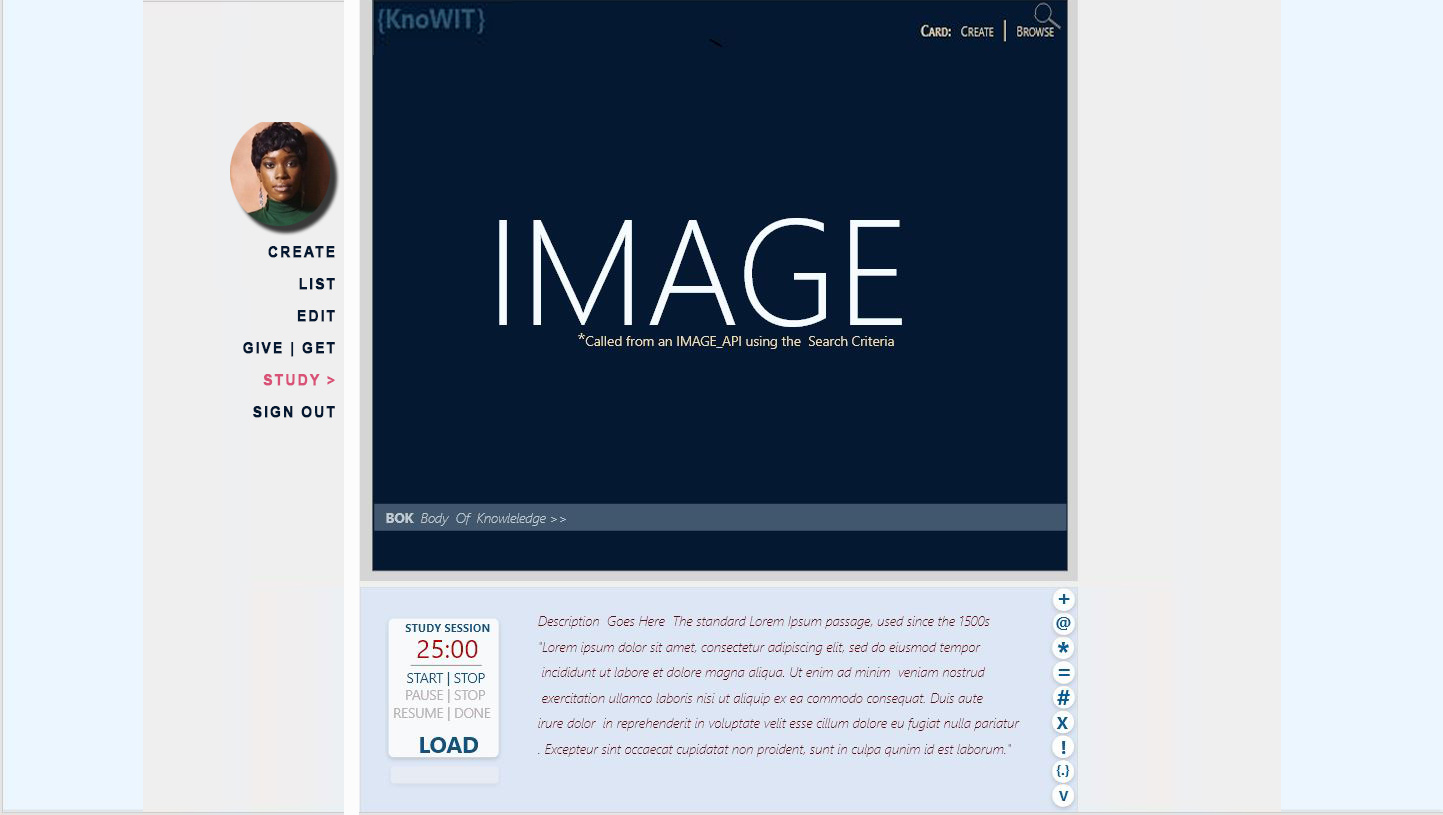 {KnoWIT}
CARD: CREATE | BROWSE
CREATE
LIST
EDIT
GIVE | GET
STUDY >
SIGN OUT
IMAGE
*Called from an IMAGE_API using the Search Criteria
BOK Body Of Knowleledge >>
STUDY SESSION
25:00
START | STOP
PAUSE | STOP
RESUME | DONE
LOAD
Description Goes Here The standard Lorem Ipsum passage, used since the 1500s
"Lorem ipsum dolor sit amet, consectetur adipiscing elit, sed do eiusmod tempor
incididunt ut labore et dolore magna aliqua. Ut enim ad minim veniam nostrud
exercitation ullamco laboris nisi ut aliquip ex ea commodo consequat. Duis aute
irure dolor in reprehenderit in voluptate velit esse cillum dolore eu fugiat nulla pariatur
. Excepteur sint occaecat cupidatat non proident, sunt in culpa qunim id est laborum."
+
@
*
=
#
X
!
{.}
V